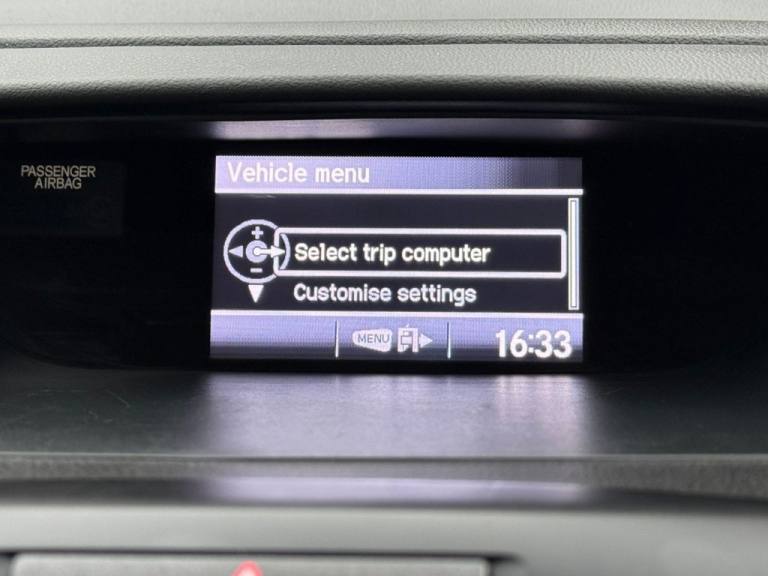 PASSENGER
AIRBAG
Vehicle menu
Select trip computer
Customise settings
MENU
16:33